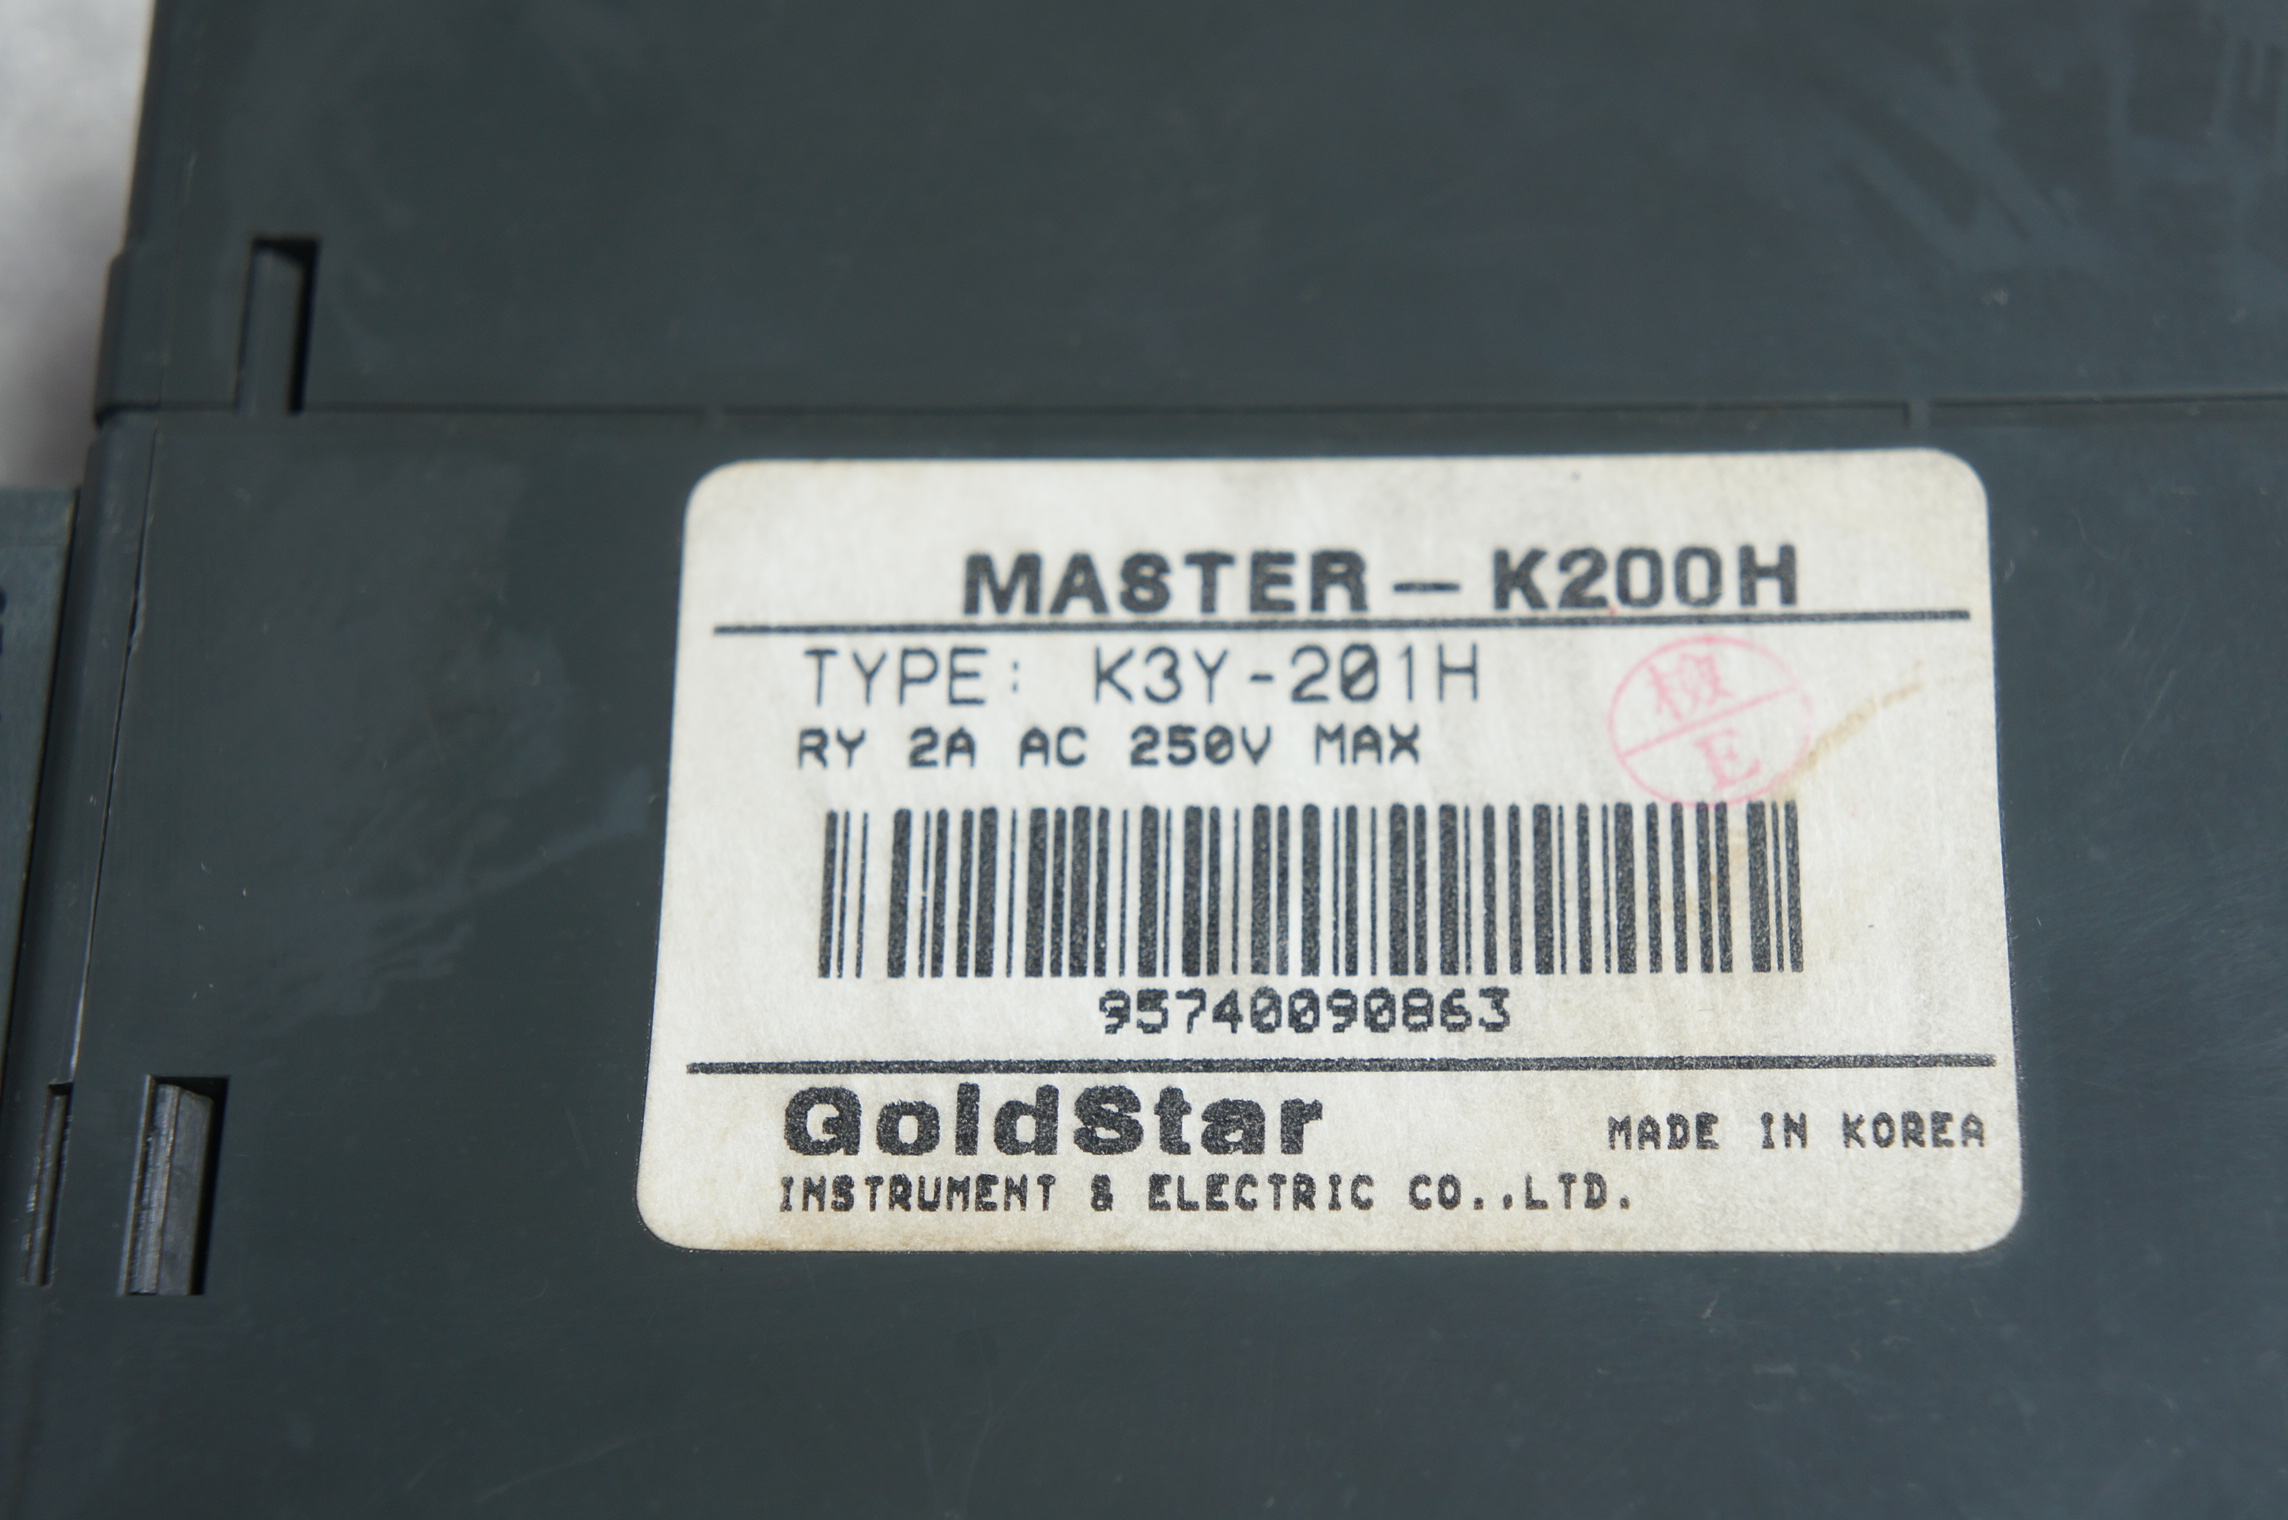 MASTER-K200H
TYPE: K3Y-201H
RY 2A AC 250V MAX
檢
E
95740090863
GoldStar
MADE IN KOREA
INSTRUMENT & ELECTRIC CO.,LTD.